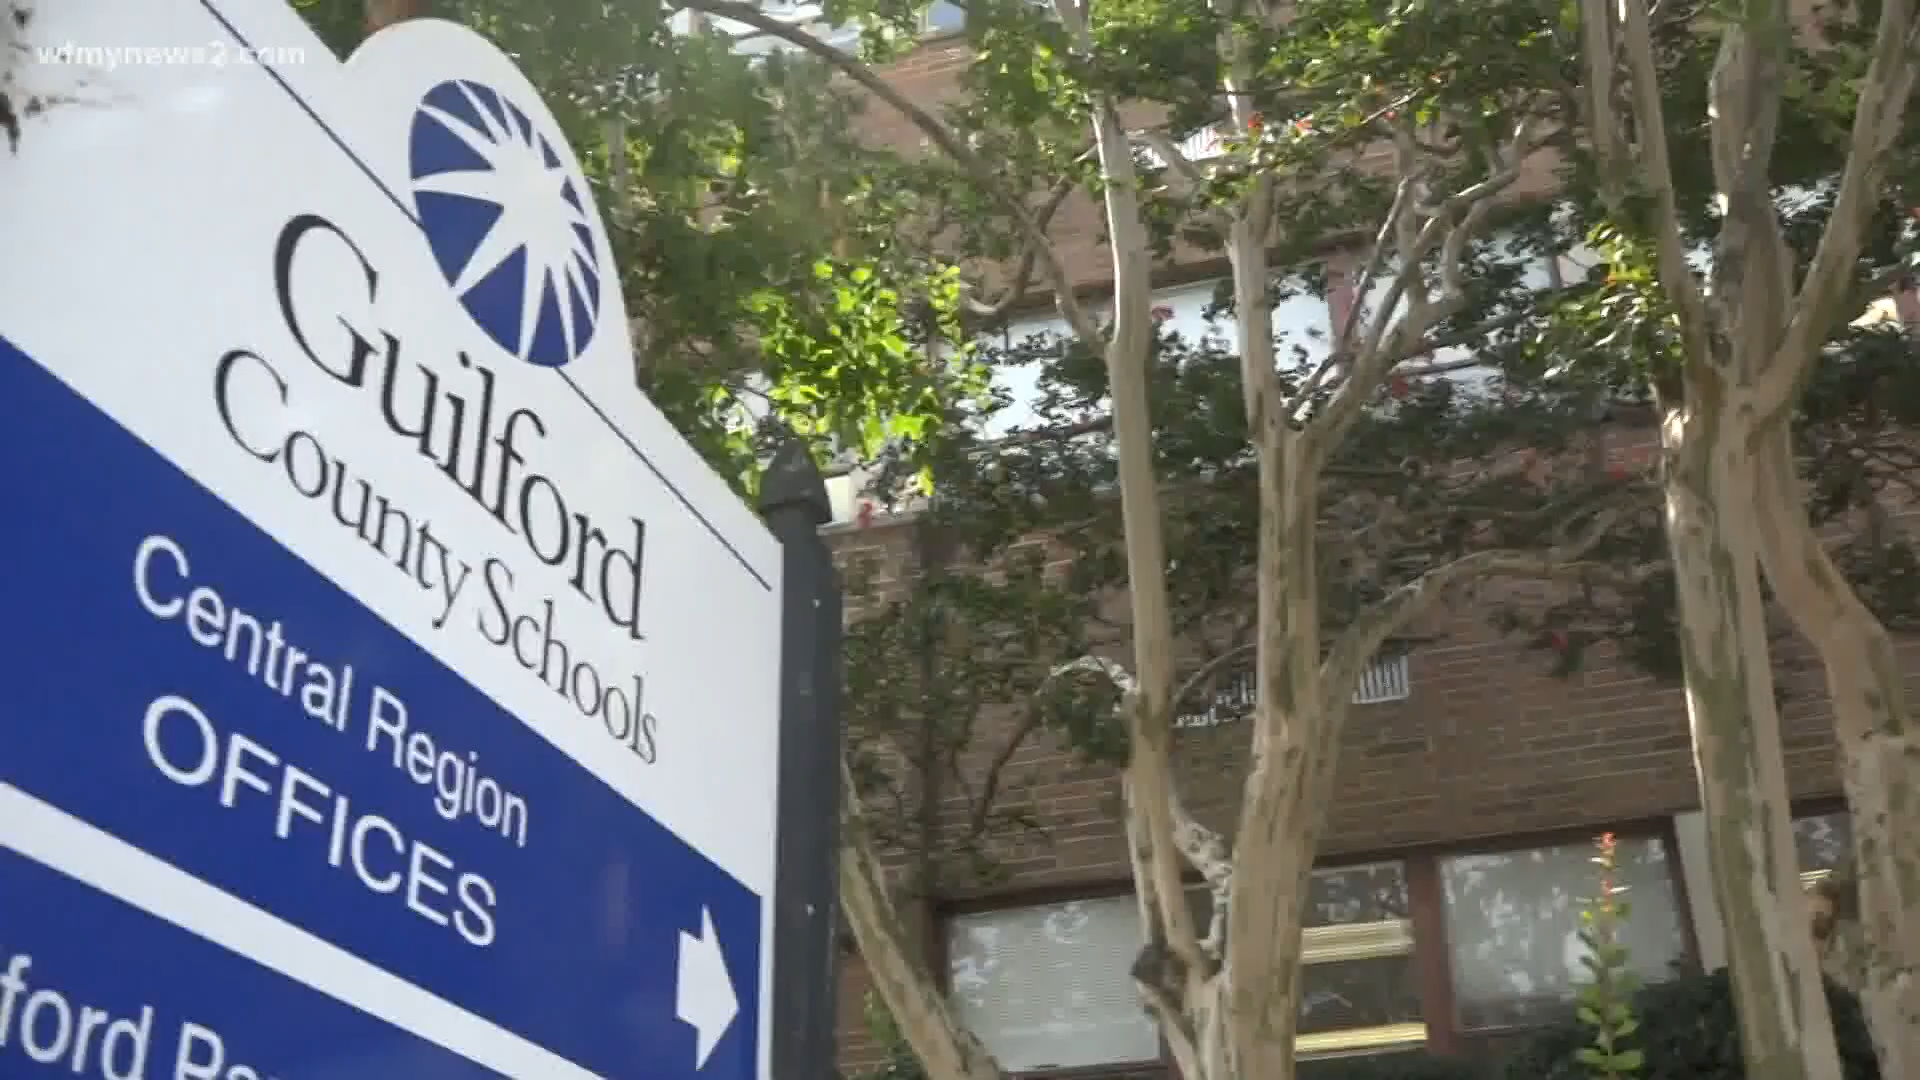 wfmynews2.com
Guilford
County Schools
Central Region
OFFICES